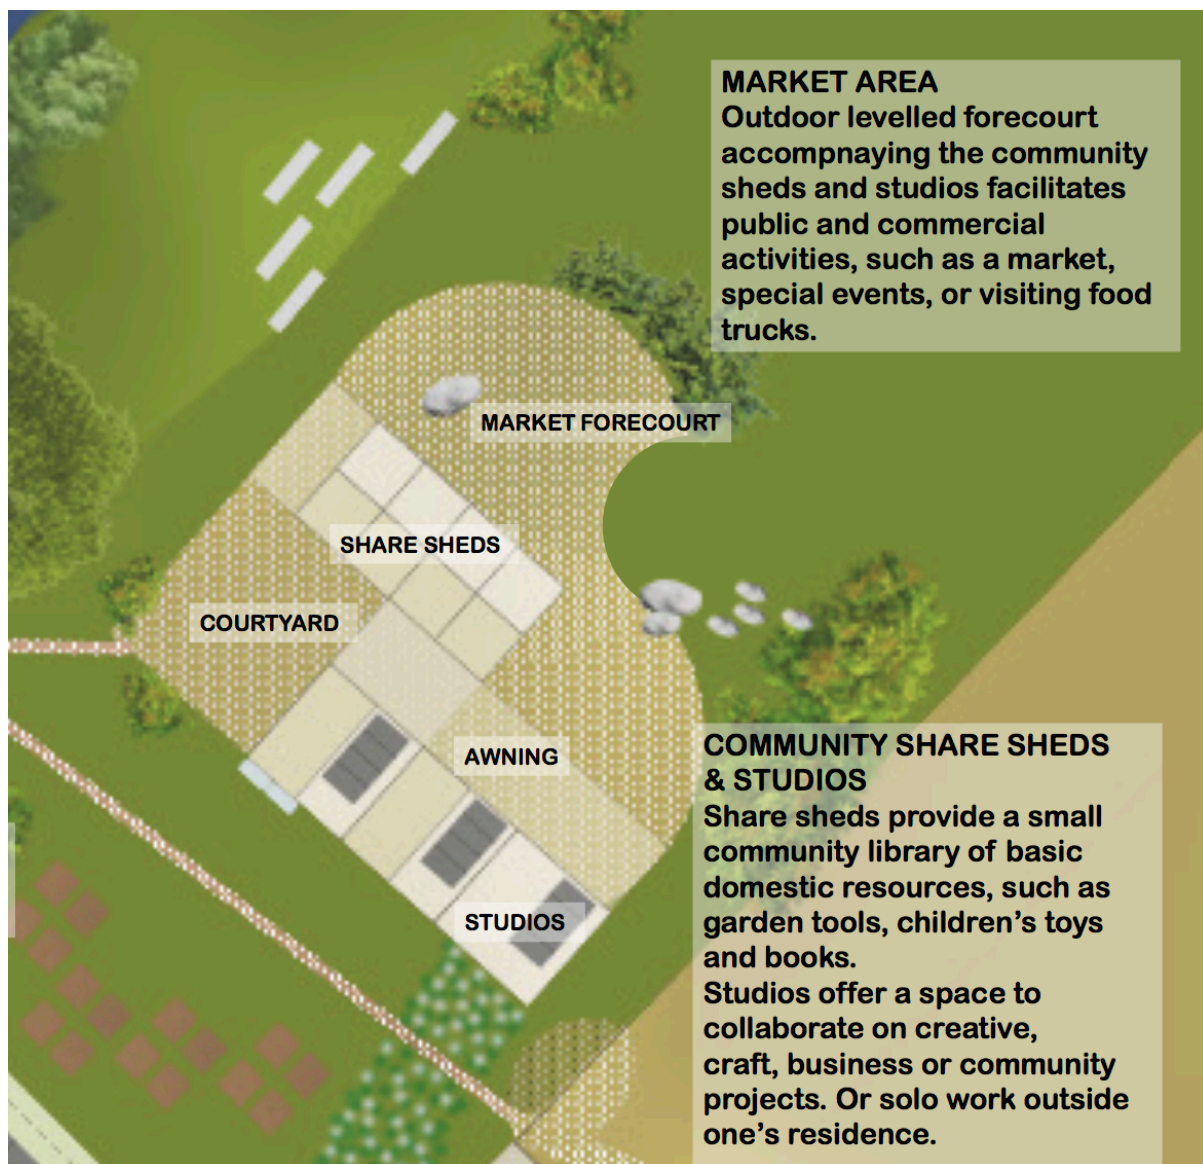 MARKET AREA
Outdoor levelled forecourt
accompnaying the community
sheds and studios facilitates
public and commercial
activities, such as a market,
special events, or visiting food
trucks.
MARKET FORECOURT
SHARE SHEDS
COURTYARD
AWNING
STUDIOS
COMMUNITY SHARE SHEDS
& STUDIOS
Share sheds provide a small
community library of basic
domestic resources, such as
garden tools, children’s toys
and books.
Studios offer a space to
collaborate on creative,
craft, business or community
projects. Or solo work outside
one’s residence.